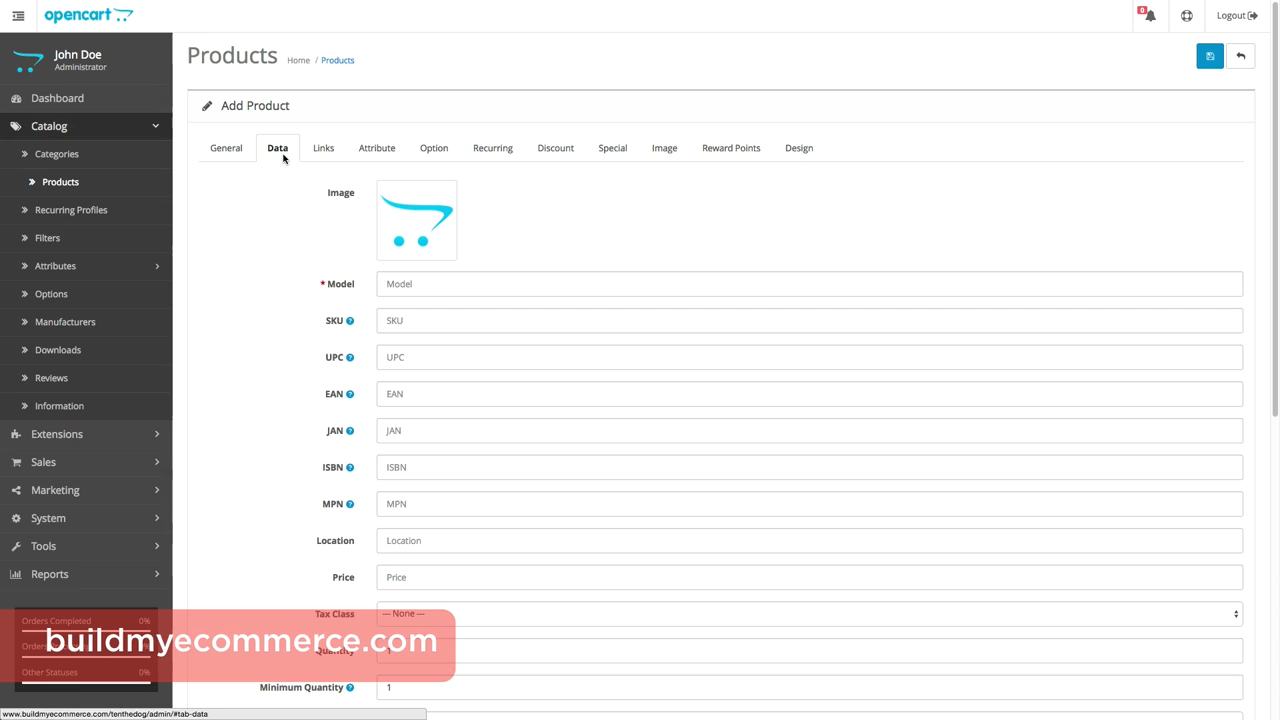 opencart
0
Logout
John Doe
Administrator
Products
Home / Products
Dashboard
Catalog
Categories
Products
Recurring Profiles
Filters
Attributes
Options
Manufacturers
Downloads
Reviews
Information
Extensions
Sales
Marketing
System
Tools
Reports
Orders Completed 0%
Orders 0%
Other Statuses 0%
Add Product
General Data Links Attribute Option Recurring Discount Special Image Reward Points Design
Image
* Model Model
SKU SKU
UPC UPC
EAN EAN
JAN JAN
ISBN ISBN
MPN MPN
Location Location
Price Price
Tax Class --- None ---
Quantity 1
Minimum Quantity 1
buildmyecommerce.com
www.buildmyecommerce.com/tenthedog/admin/#tab-data